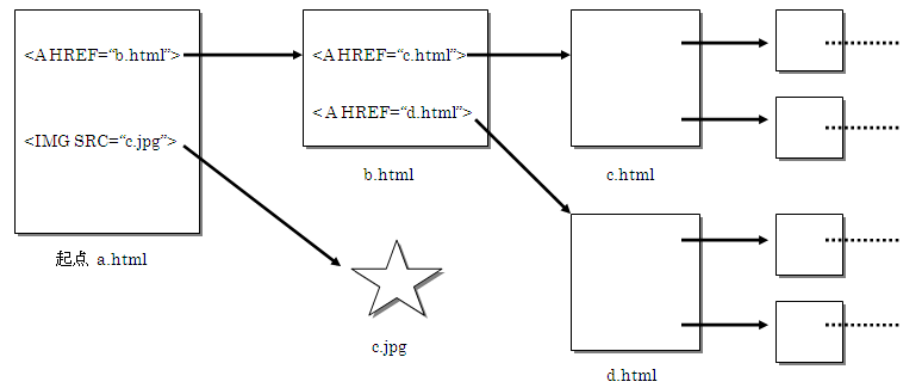 <A HREF=“b.html”>
<IMG SRC=“c.jpg”>
起点 a.html
<A HREF=“c.html”>
<A HREF=“d.html”>
b.html
c.html
c.jpg
d.html